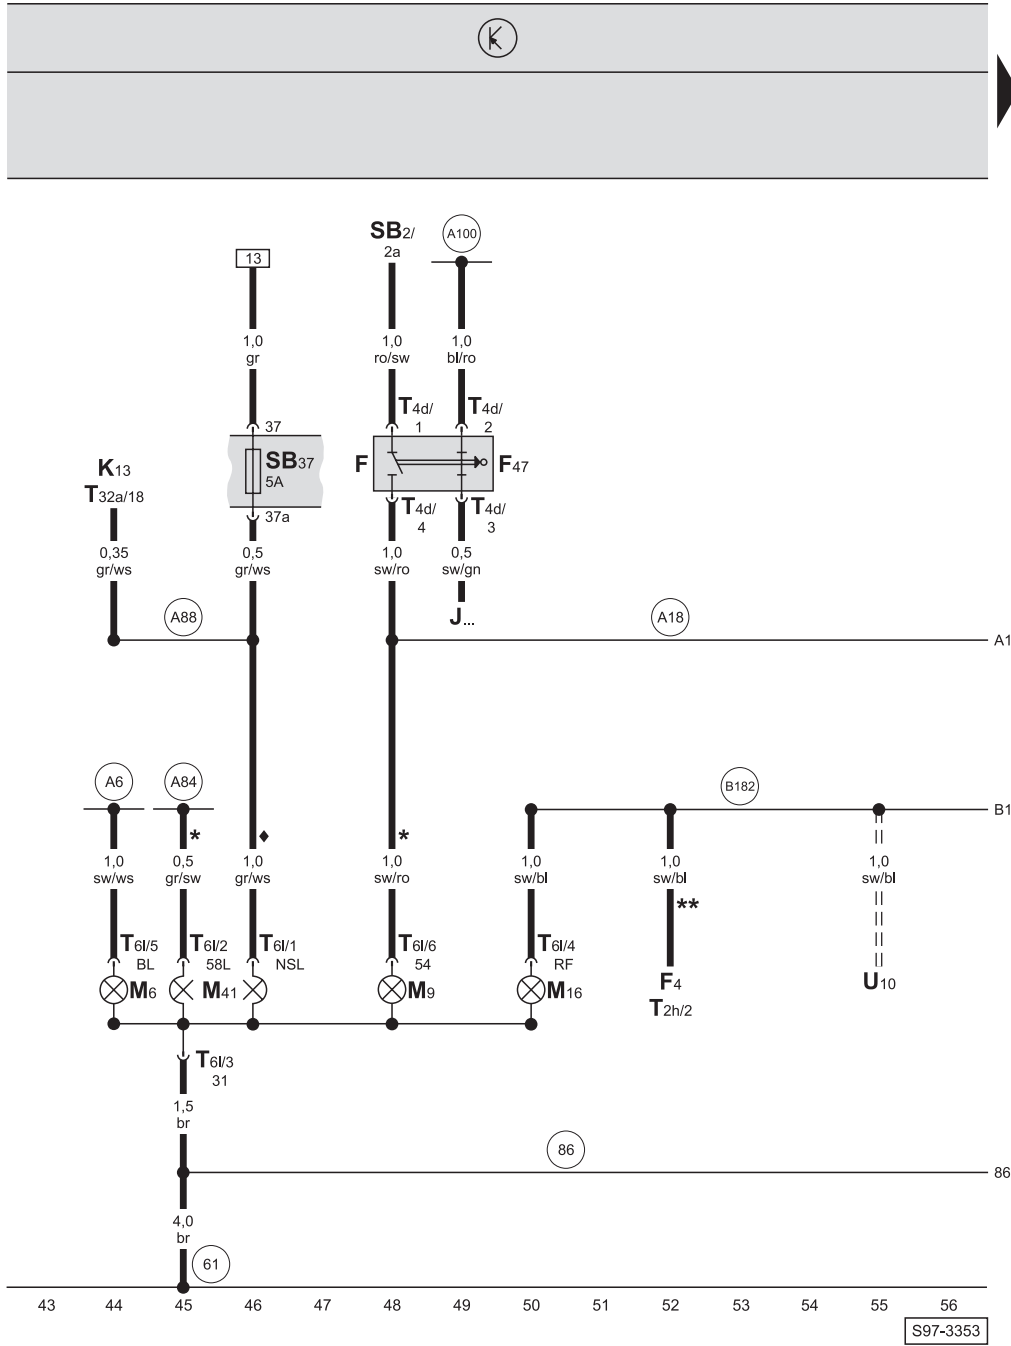 SB2/
2a
A100
13
1,0
gr
1,0
ro/sw
1,0
bl/ro
T4d/
1
T4d/
2
37
SB37
5A
37a
F
F47
K13
T32a/18
T4d/
4
T4d/
3
0,35
gr/ws
0,5
gr/ws
1,0
sw/ro
0,5
sw/gn
J...
A88
A18
A1
A6
A84
B182
B1
*
♦
*
1,0
sw/ws
0,5
gr/sw
1,0
gr/ws
1,0
sw/ro
1,0
sw/bl
1,0
sw/bl
1,0
sw/bl
**
T6l/5
BL
T6l/2
58L
T6l/1
NSL
T6l/6
54
T6l/4
RF
M6
M41
M9
M16
F4
T2h/2
U10
T6l/3
31
1,5
br
86
86
4,0
br
61
43 44 45 46 47 48 49 50 51 52 53 54 55 56
S97-3353